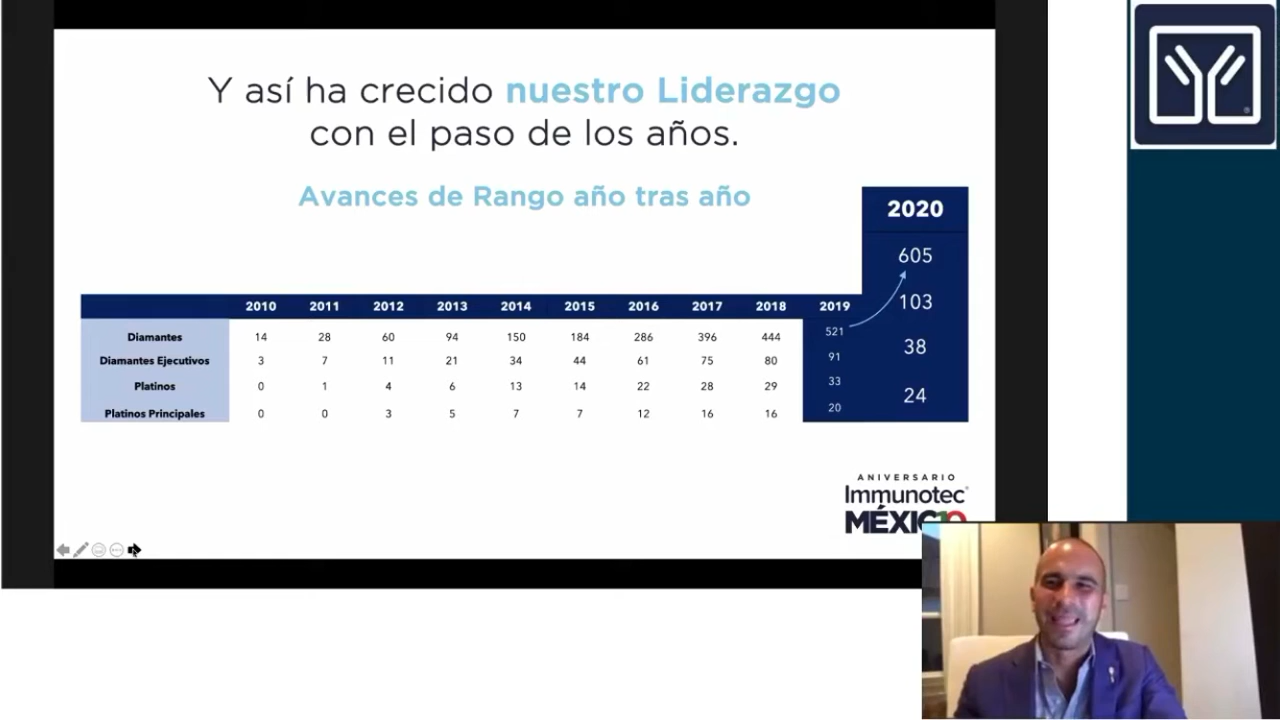 Y así ha crecido nuestro Liderazgo
con el paso de los años.
Avances de Rango año tras año
2010 2011 2012 2013 2014 2015 2016 2017 2018 2019 2020
Diamantes 14 28 60 94 150 184 286 396 444 521 605
Diamantes Ejecutivos 3 7 11 21 34 44 61 75 80 91 103
Platinos 0 1 4 6 13 14 22 28 29 33 38
Platinos Principales 0 0 3 5 7 7 12 16 16 20 24
ANIVERSARIO
Immunotec®
MÉXIC10